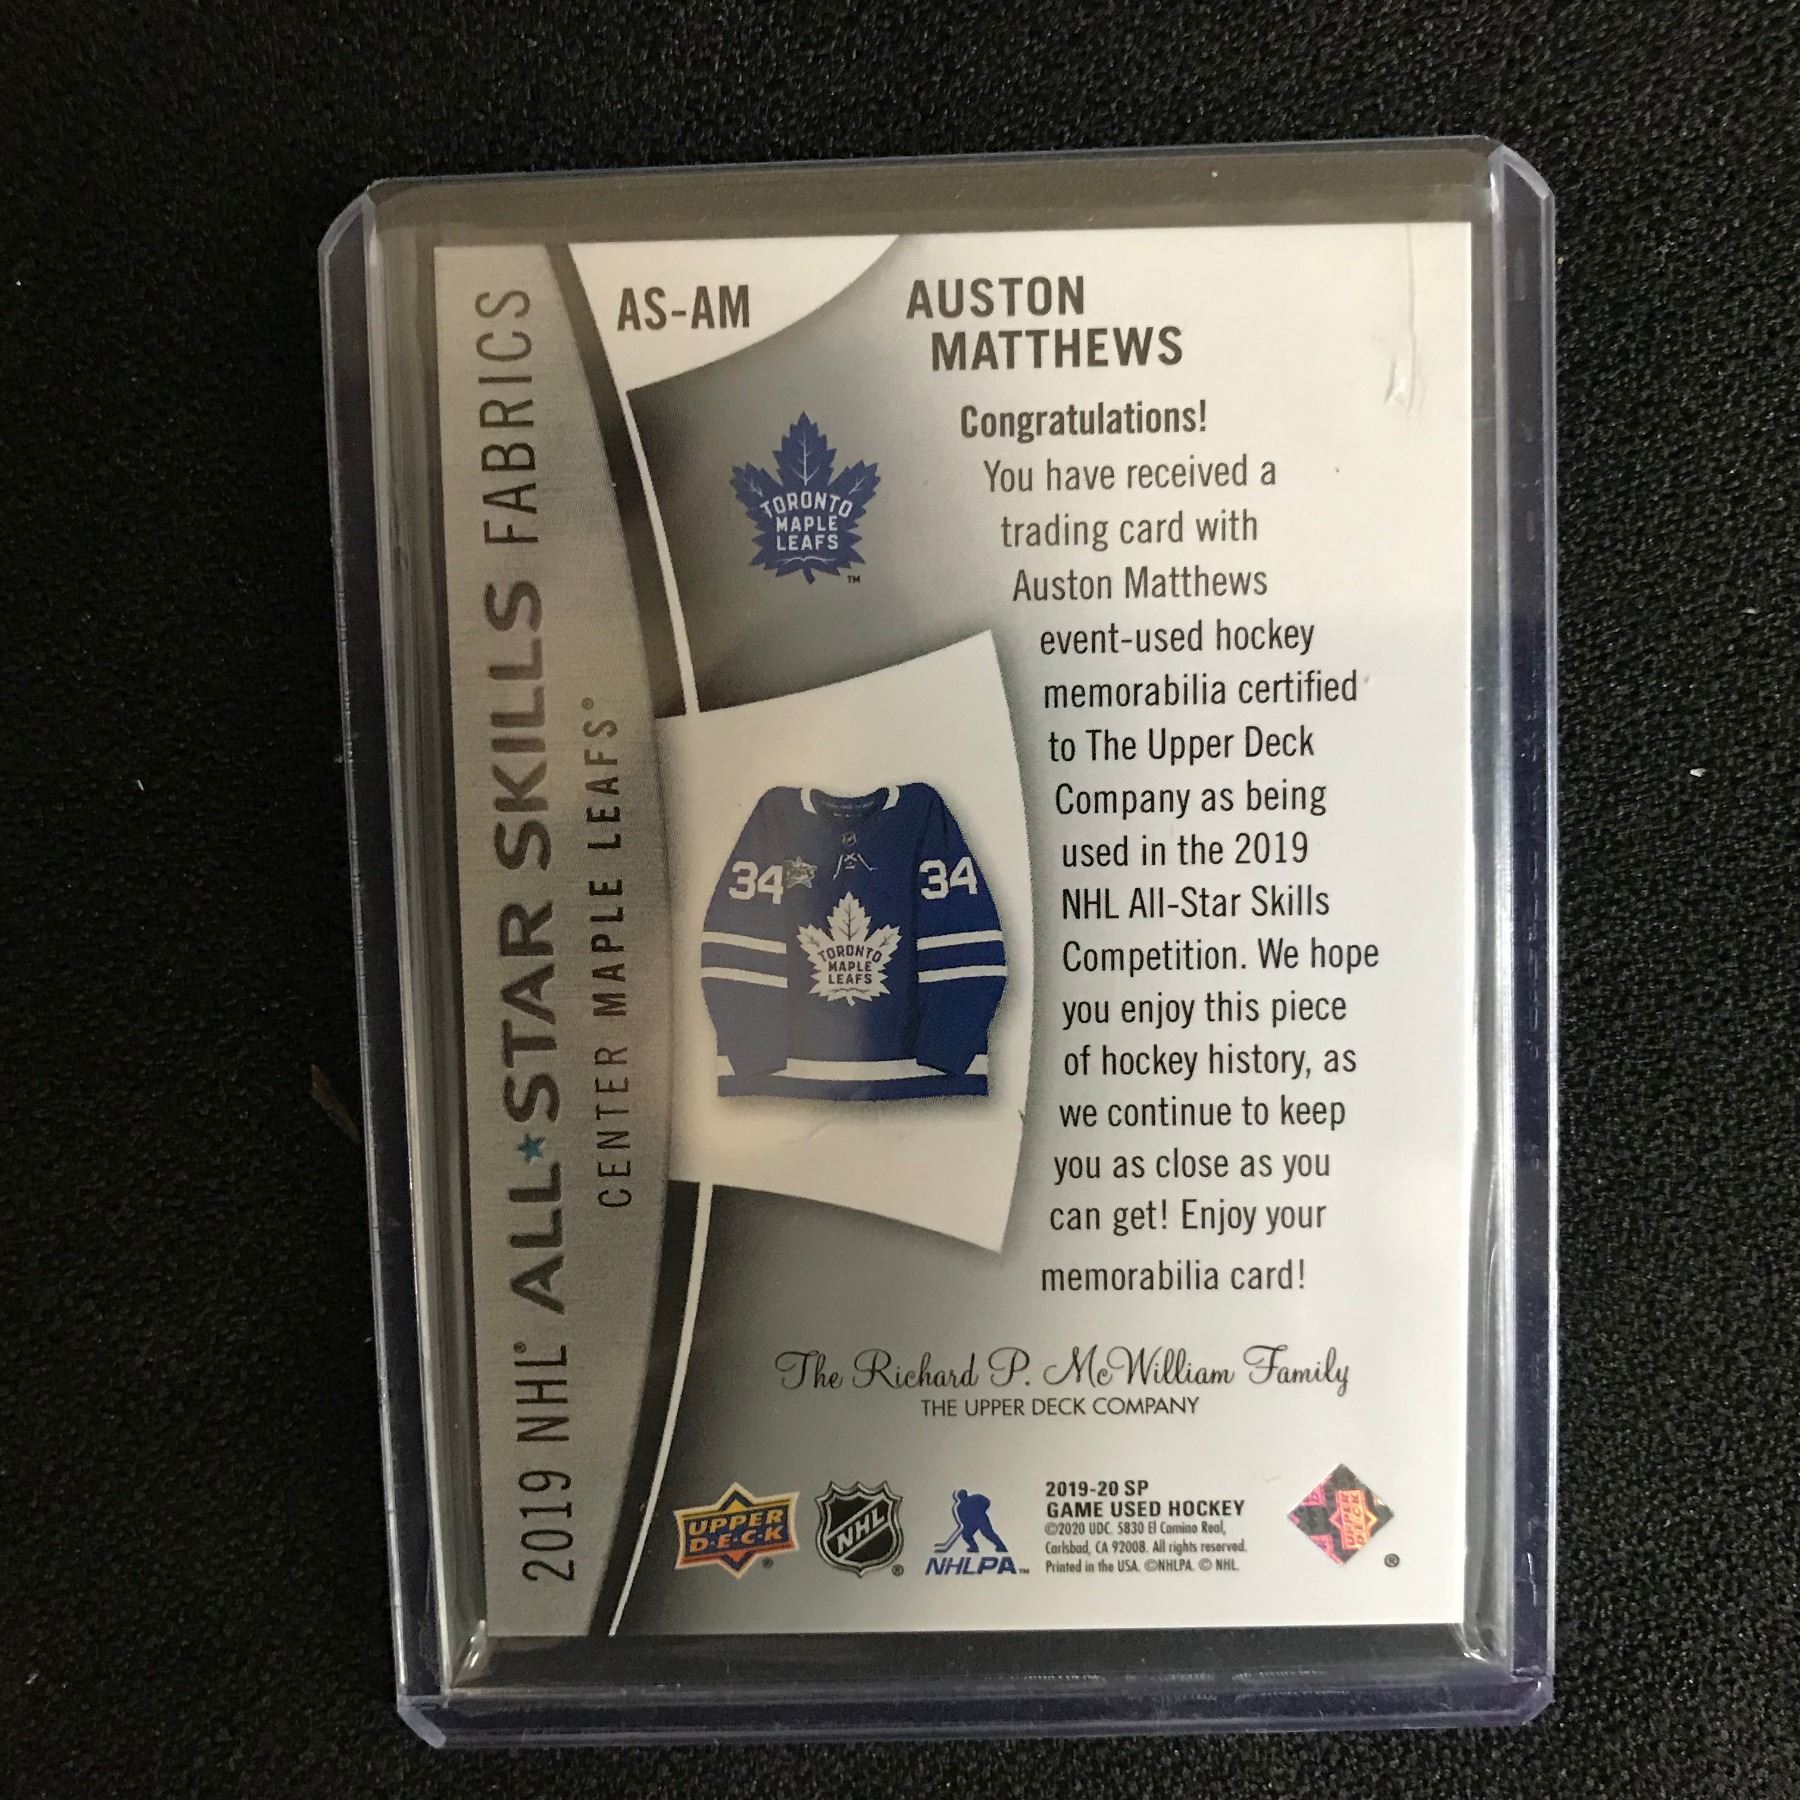 2019 NHL® ALL★STAR SKILLS FABRICS
CENTER MAPLE LEAFS®
AS-AM
AUSTON
MATTHEWS
TORONTO
MAPLE
LEAFS
™
Congratulations!
You have received a
trading card with
Auston Matthews
event-used hockey
memorabilia certified
to The Upper Deck
Company as being
used in the 2019
NHL All-Star Skills
Competition. We hope
you enjoy this piece
of hockey history, as
we continue to keep
you as close as you
can get! Enjoy your
memorabilia card!
34
34
TORONTO
MAPLE
LEAFS
The Richard P. McWilliam Family
THE UPPER DECK COMPANY
UPPER
D·E·C·K
®
NHL
®
NHLPA™
2019-20 SP
GAME USED HOCKEY
©2020 UDC. 5830 El Camino Real,
Carlsbad, CA 92008. All rights reserved.
Printed in the USA. ©NHLPA. © NHL.
UPPER
DECK
®